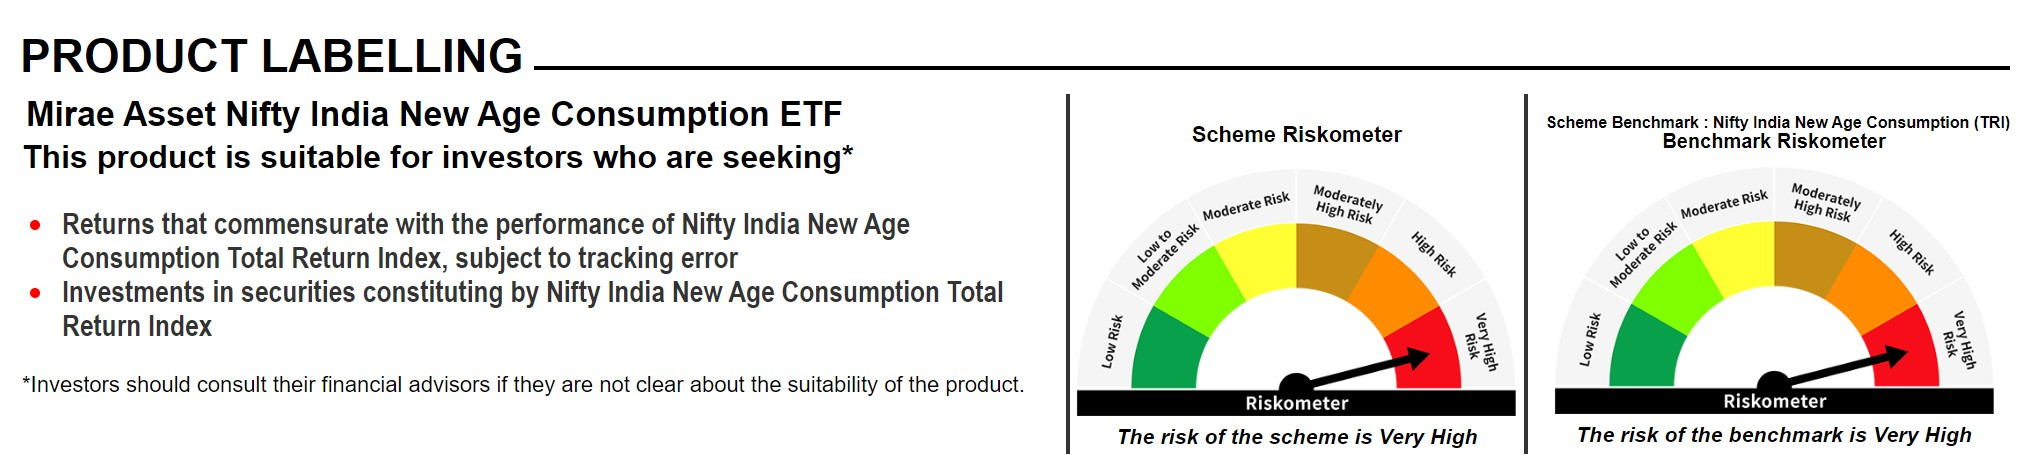 PRODUCT LABELLING
Mirae Asset Nifty India New Age Consumption ETF
This product is suitable for investors who are seeking*
• Returns that commensurate with the performance of Nifty India New Age
Consumption Total Return Index, subject to tracking error
• Investments in securities constituting by Nifty India New Age Consumption Total
Return Index
*Investors should consult their financial advisors if they are not clear about the suitability of the product.
Scheme Riskometer
Low Risk
Low to
Moderate Risk
Moderate Risk
Moderately
High Risk
High Risk
Very High
Risk
Riskometer
The risk of the scheme is Very High
Scheme Benchmark : Nifty India New Age Consumption (TRI)
Benchmark Riskometer
Low Risk
Low to
Moderate Risk
Moderate Risk
Moderately
High Risk
High Risk
Very High
Risk
Riskometer
The risk of the benchmark is Very High